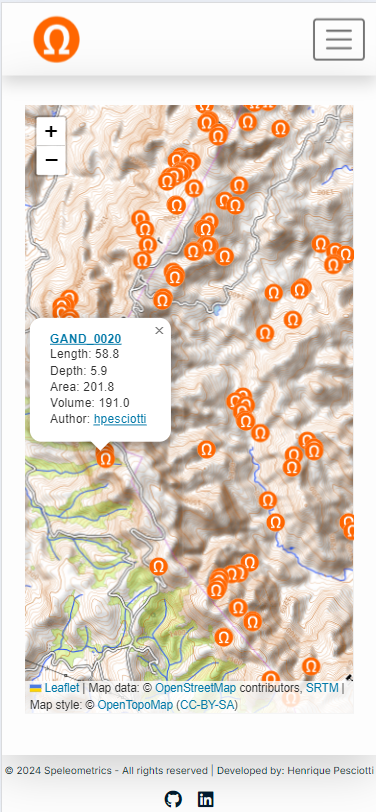 Ω
+
−
×
GAND_0020
Length: 58.8
Depth: 5.9
Area: 201.8
Volume: 191.0
Author: hpesciotti
Leaflet | Map data: © OpenStreetMap contributors, SRTM |
Map style: © OpenTopoMap (CC-BY-SA)
© 2024 Speleometrics - All rights reserved | Developed by: Henrique Pesciotti
in